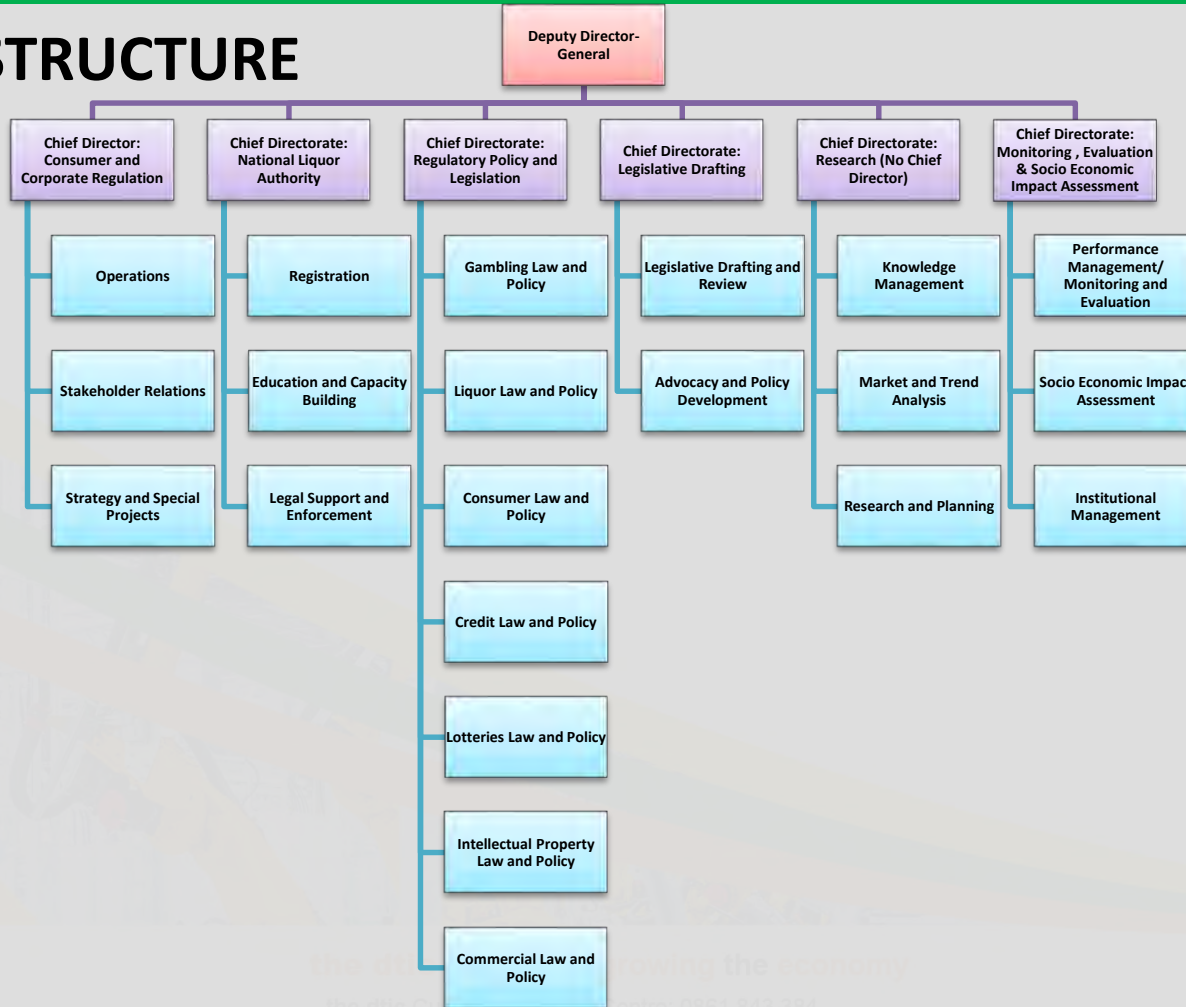 STRUCTURE
Deputy Director-
General
Chief Director:
Consumer and
Corporate Regulation
Operations
Stakeholder Relations
Strategy and Special
Projects
Chief Directorate:
National Liquor
Authority
Registration
Education and Capacity
Building
Legal Support and
Enforcement
Chief Directorate:
Regulatory Policy and
Legislation
Gambling Law and
Policy
Liquor Law and Policy
Consumer Law and
Policy
Credit Law and Policy
Lotteries Law and Policy
Intellectual Property
Law and Policy
Commercial Law and
Policy
Chief Directorate:
Legislative Drafting
Legislative Drafting and
Review
Advocacy and Policy
Development
Chief Directorate:
Research (No Chief
Director)
Knowledge
Management
Market and Trend
Analysis
Research and Planning
Chief Directorate:
Monitoring , Evaluation
& Socio Economic
Impact Assessment
Performance
Management/
Monitoring and
Evaluation
Socio Economic Impac
Assessment
Institutional
Management
the economy